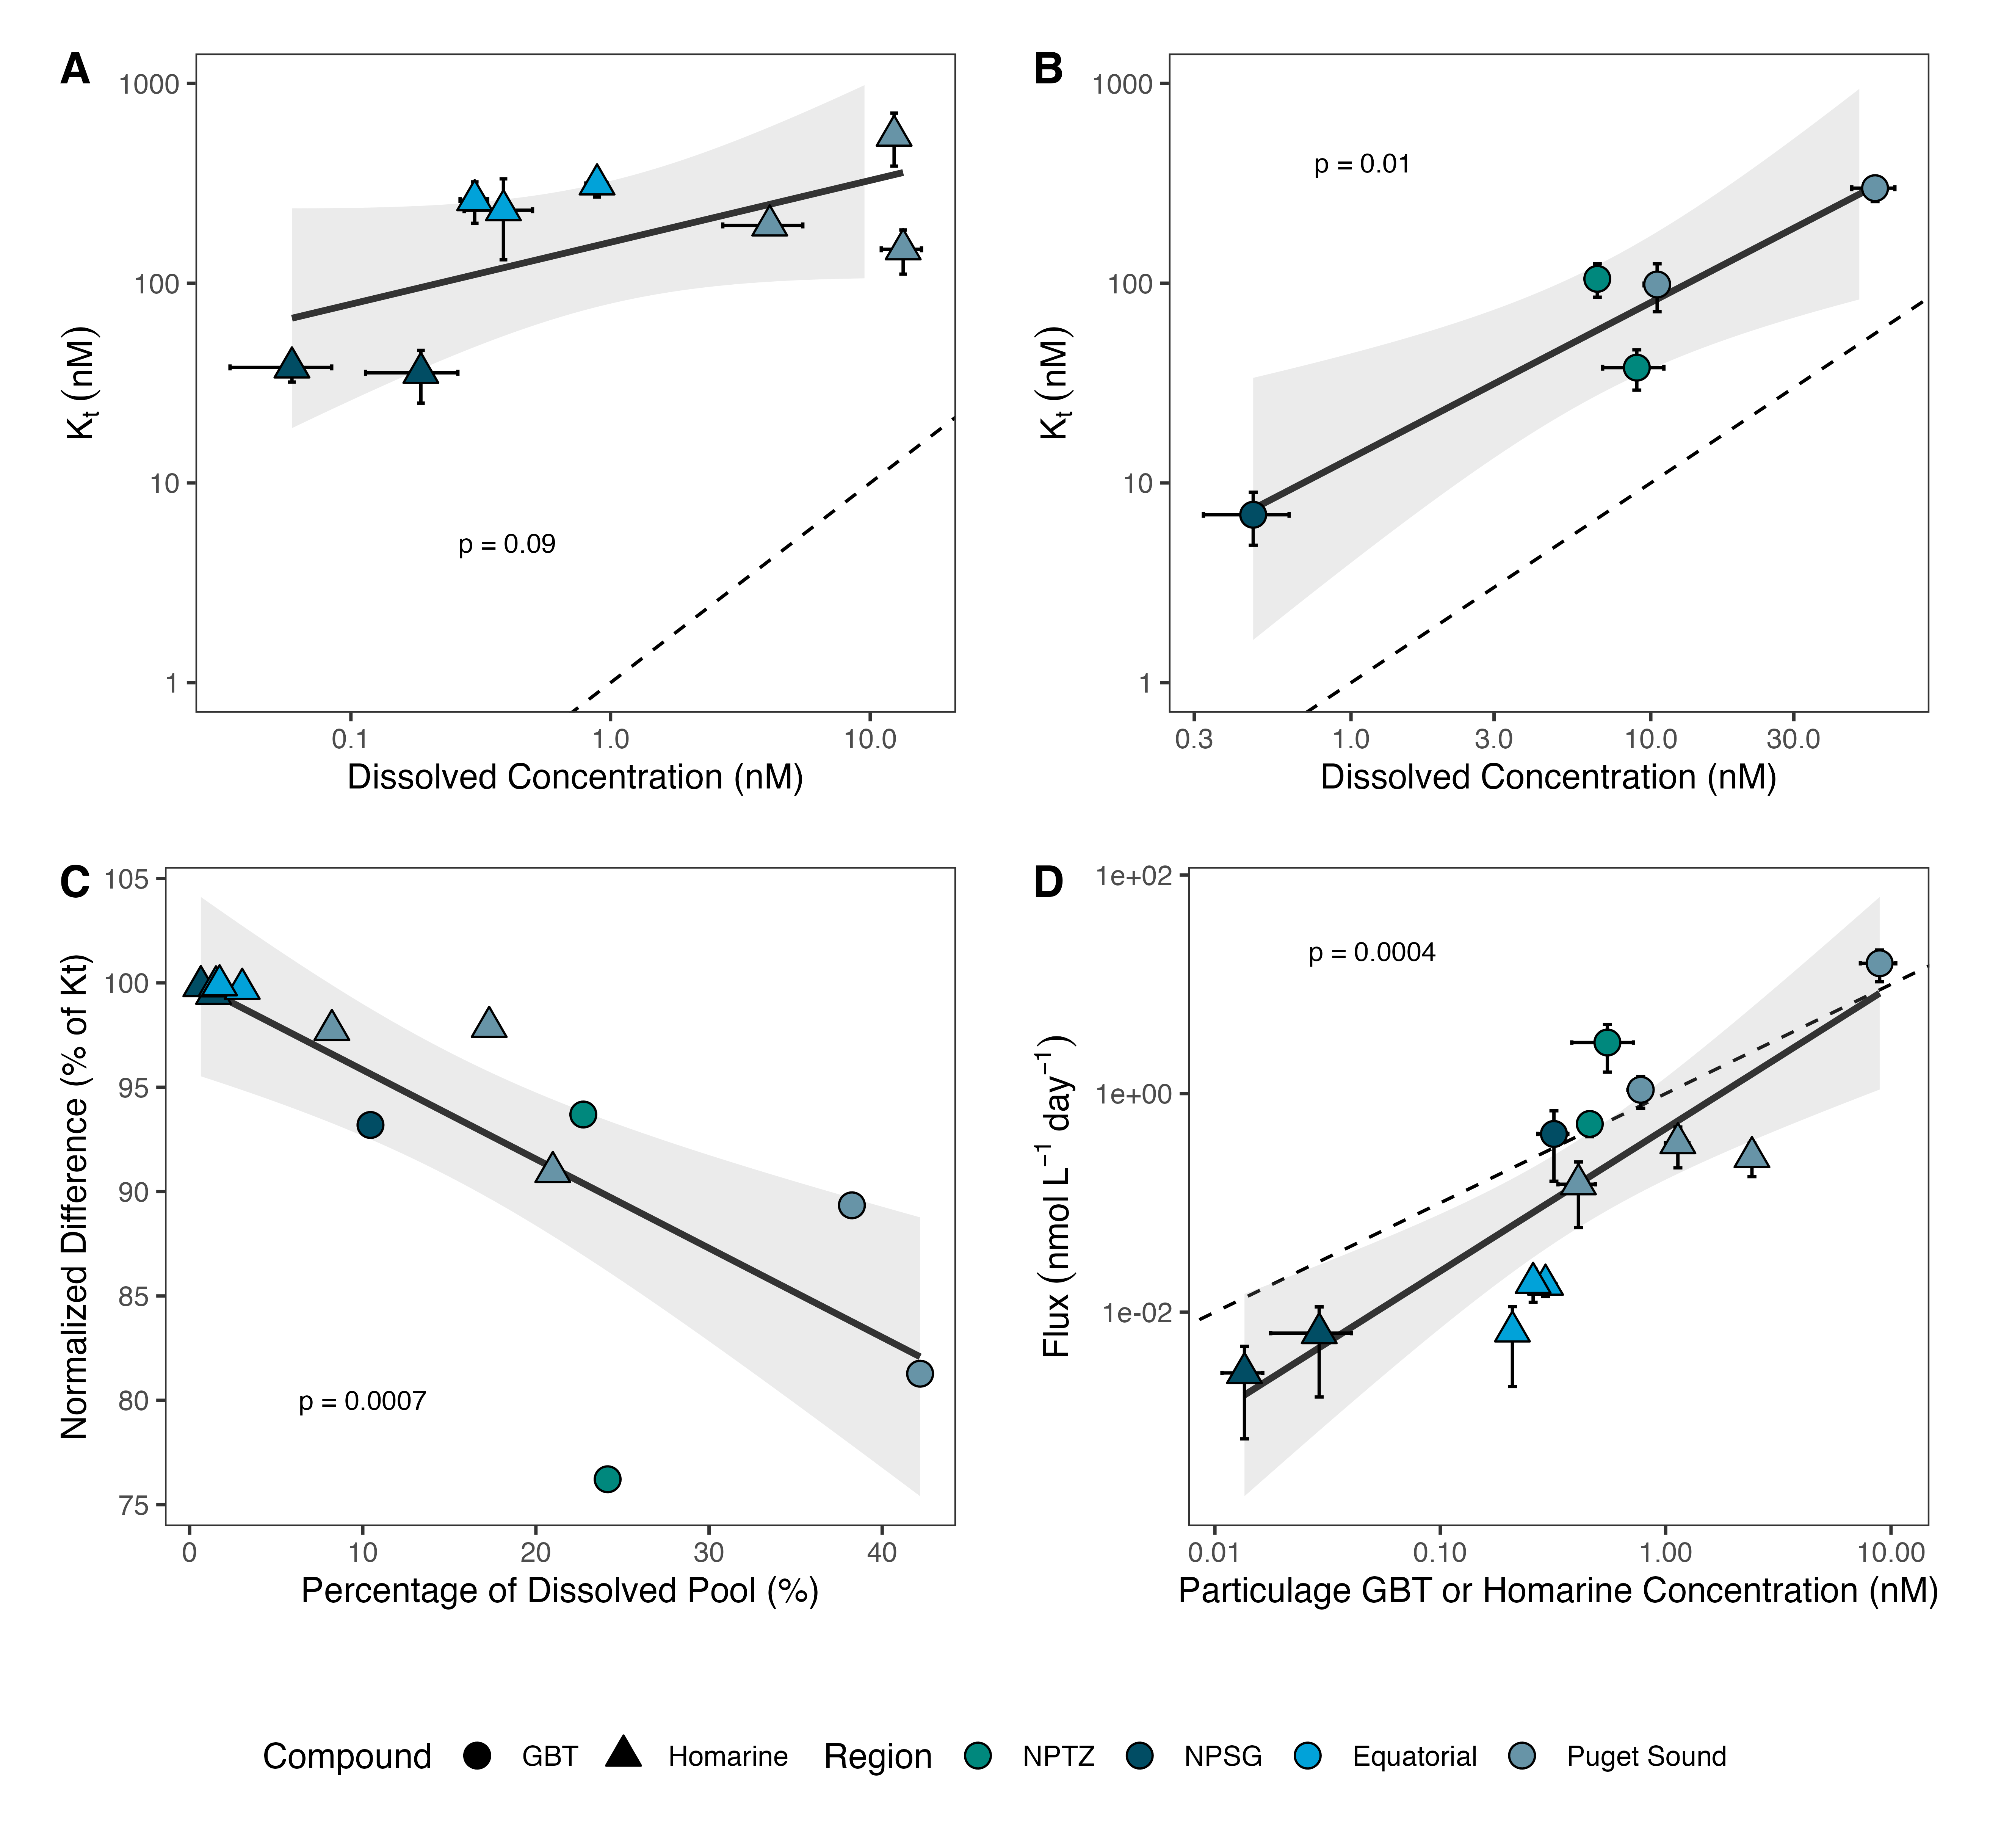 A
1000
100
10
1
Kt (nM)
p = 0.09
0.1
1.0
10.0
Dissolved Concentration (nM)
B
1000
100
10
1
Kt (nM)
p = 0.01
0.3
1.0
3.0
10.0
30.0
Dissolved Concentration (nM)
C
105
100
95
90
85
80
75
Normalized Difference (% of Kt)
p = 0.0007
0
10
20
30
40
Percentage of Dissolved Pool (%)
D
1e+02
1e+00
1e-02
Flux (nmol L⁻¹ day⁻¹)
p = 0.0004
0.01
0.10
1.00
10.00
Particulage GBT or Homarine Concentration (nM)
Compound GBT Homarine Region NPTZ NPSG Equatorial Puget Sound